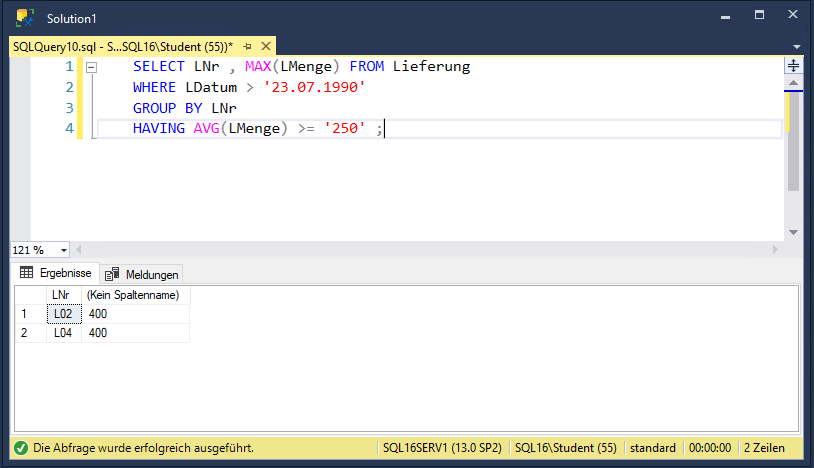 Solution1
SQLQuery10.sql - S...SQL16\Student (55))*
1 SELECT LNr , MAX(LMenge) FROM Lieferung
2 WHERE LDatum > '23.07.1990'
3 GROUP BY LNr
4 HAVING AVG(LMenge) >= '250' ;
121 %
Ergebnisse Meldungen
LNr (Kein Spaltenname)
1 L02 400
2 L04 400
Die Abfrage wurde erfolgreich ausgeführt. SQL16SERV1 (13.0 SP2) SQL16\Student (55) standard 00:00:00 2 Zeilen